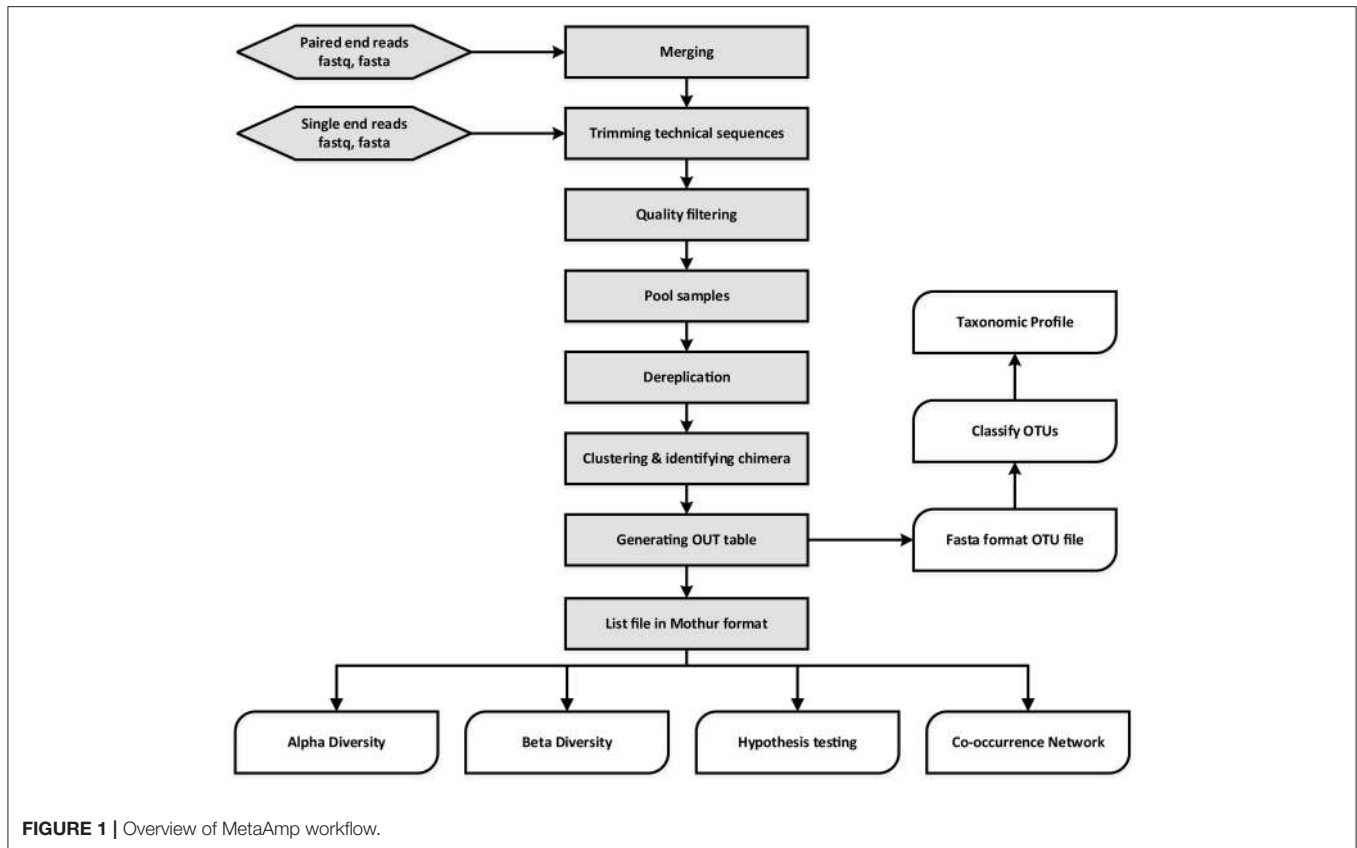 Paired end reads
fastq, fasta
Merging
Single end reads
fastq, fasta
Trimming technical sequences
Quality filtering
Pool samples
Taxonomic Profile
Dereplication
Classify OTUs
Clustering & identifying chimera
Generating OUT table
Fasta format OTU file
List file in Mothur format
Alpha Diversity
Beta Diversity
Hypothesis testing
Co-occurrence Network
FIGURE 1 | Overview of MetaAmp workflow.